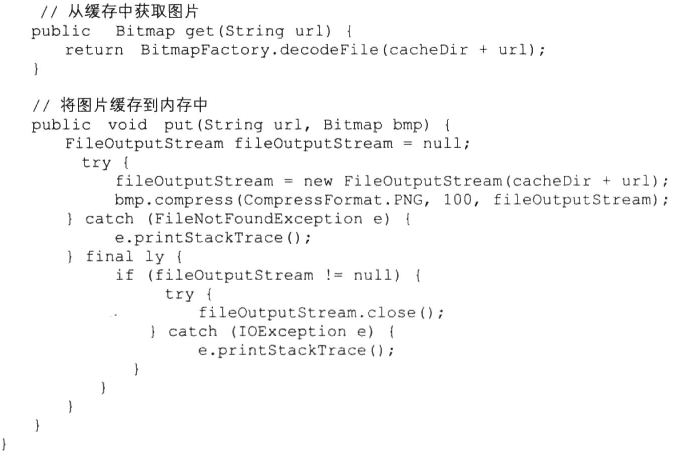 // 从缓存中获取图片
public Bitmap get(String url) {
return BitmapFactory.decodeFile(cacheDir + url);
}
// 将图片缓存到内存中
public void put(String url, Bitmap bmp) {
FileOutputStream fileOutputStream = null;
try {
fileOutputStream = new FileOutputStream(cacheDir + url);
bmp.compress(CompressFormat.PNG, 100, fileOutputStream);
} catch (FileNotFoundException e) {
e.printStackTrace();
} final ly {
if (fileOutputStream != null) {
try {
fileOutputStream.close();
} catch (IOException e) {
e.printStackTrace();
}
}
}
}
}